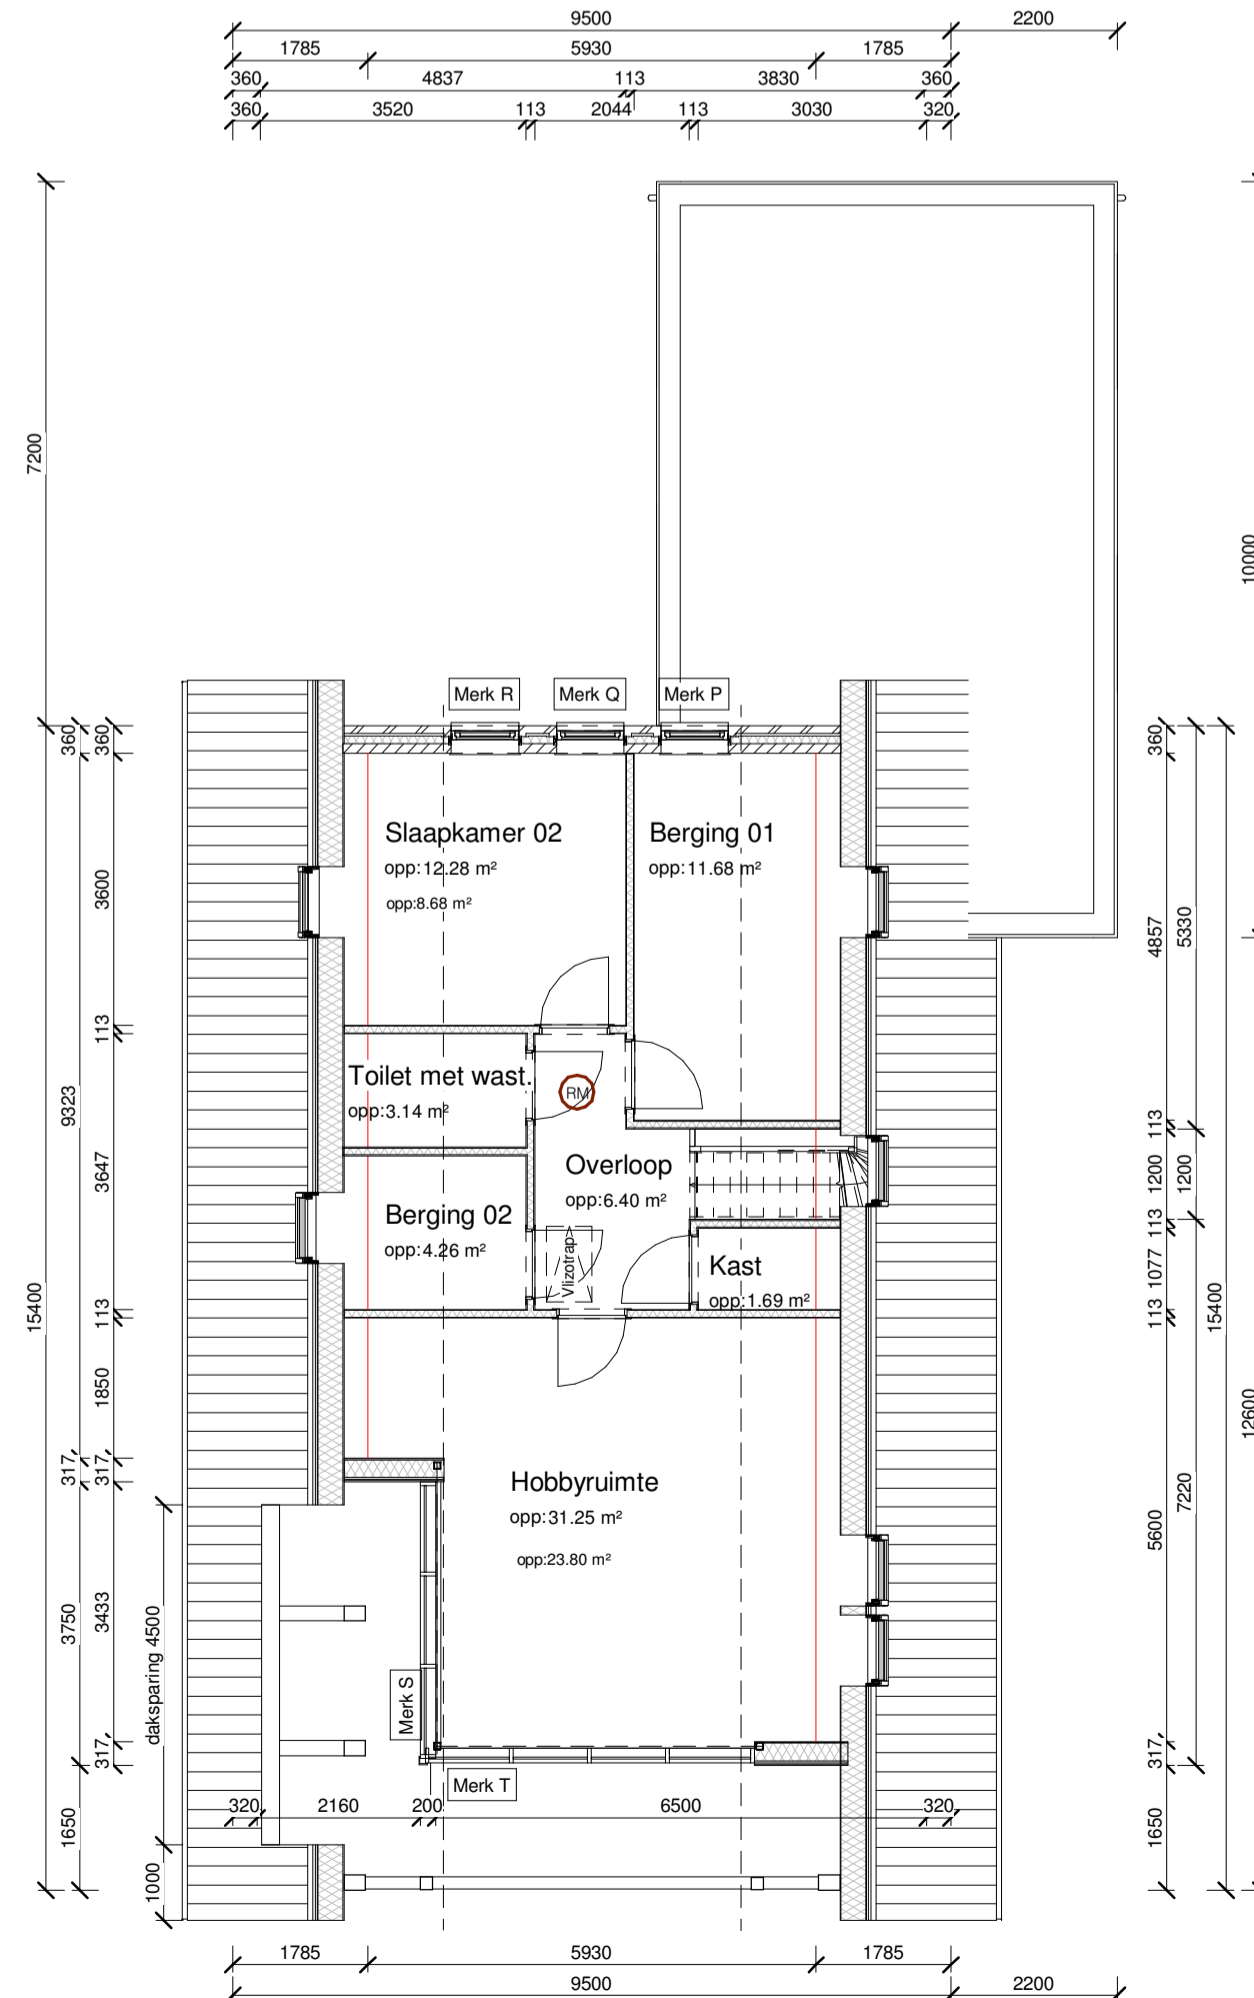 9500 2200
1785 5930 1785
360 4837 113 3830 360
360 3520 113 2044 113 3030 320
7200
10000
Merk R Merk Q Merk P
360 360 360
Slaapkamer 02 Berging 01
opp:12.28 m² opp:11.68 m²
opp:8.68 m²
3600 4857 5330
113
Toilet met wast. RM
opp:3.14 m²
9323 113
3647 1200 1200
Overloop
opp:6.40 m²
Berging 02
opp:4.26 m²
Vlizotrap
113
Kast
opp:1.69 m²
1077
15400 113 113 15400
1850 12600
317 317
Hobbyruimte
opp:31.25 m²
opp:23.80 m²
5600 7220
3750 3433 daksparing 4500
Merk S
317 317
Merk T
320 2160 200 6500 320
1650 1650
1000
1785 5930 1785
9500 2200